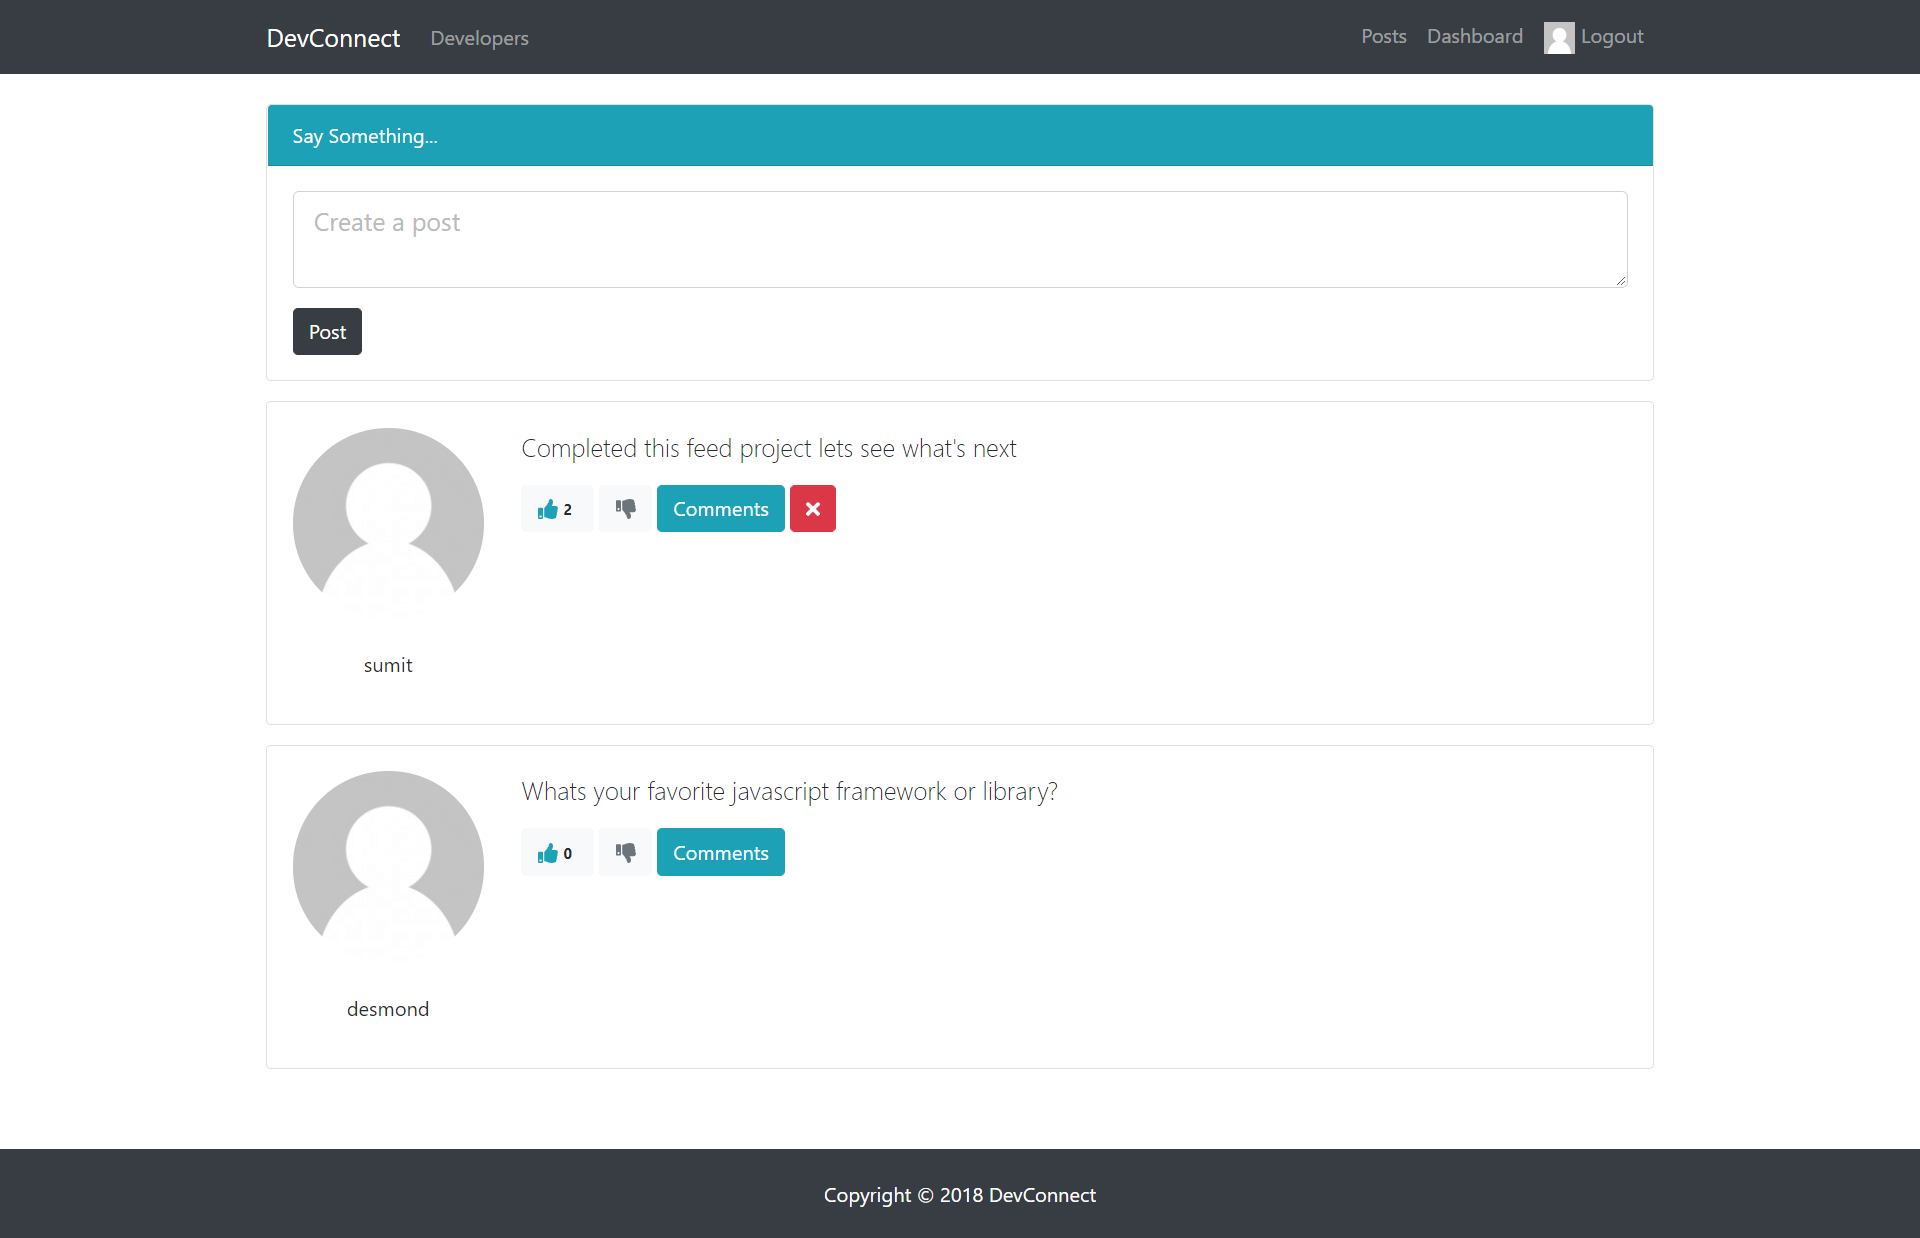 DevConnect Developers Posts Dashboard Logout
Say Something...
Create a post
Post
Completed this feed project lets see what's next
2 Comments
sumit
Whats your favorite javascript framework or library?
0 Comments
desmond
Copyright © 2018 DevConnect